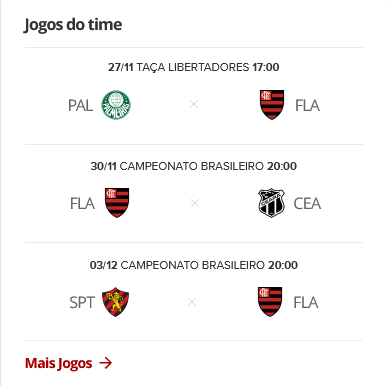 Jogos do time
27/11 TAÇA LIBERTADORES 17:00
PAL × FLA
30/11 CAMPEONATO BRASILEIRO 20:00
FLA × CEA
03/12 CAMPEONATO BRASILEIRO 20:00
SPT × FLA
Mais Jogos →